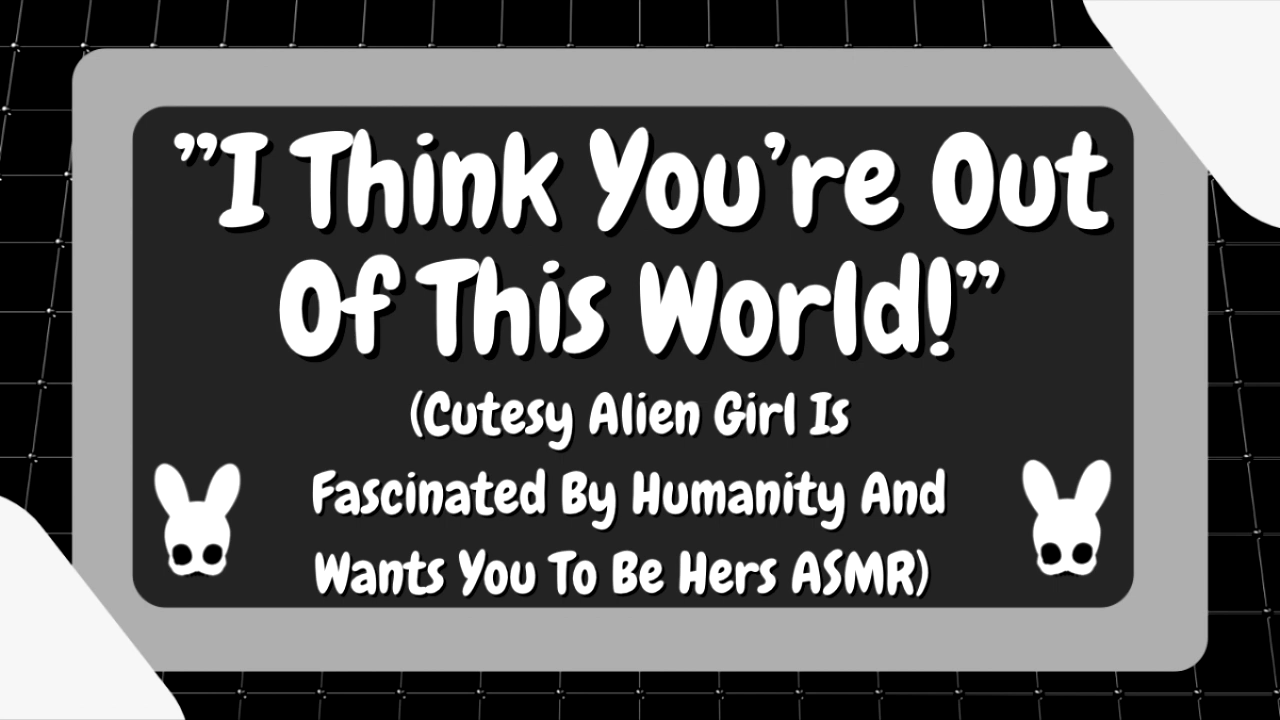 ”I Think You’re Out
Of This World!”
(Cutesy Alien Girl Is
Fascinated By Humanity And
Wants You To Be Hers ASMR)